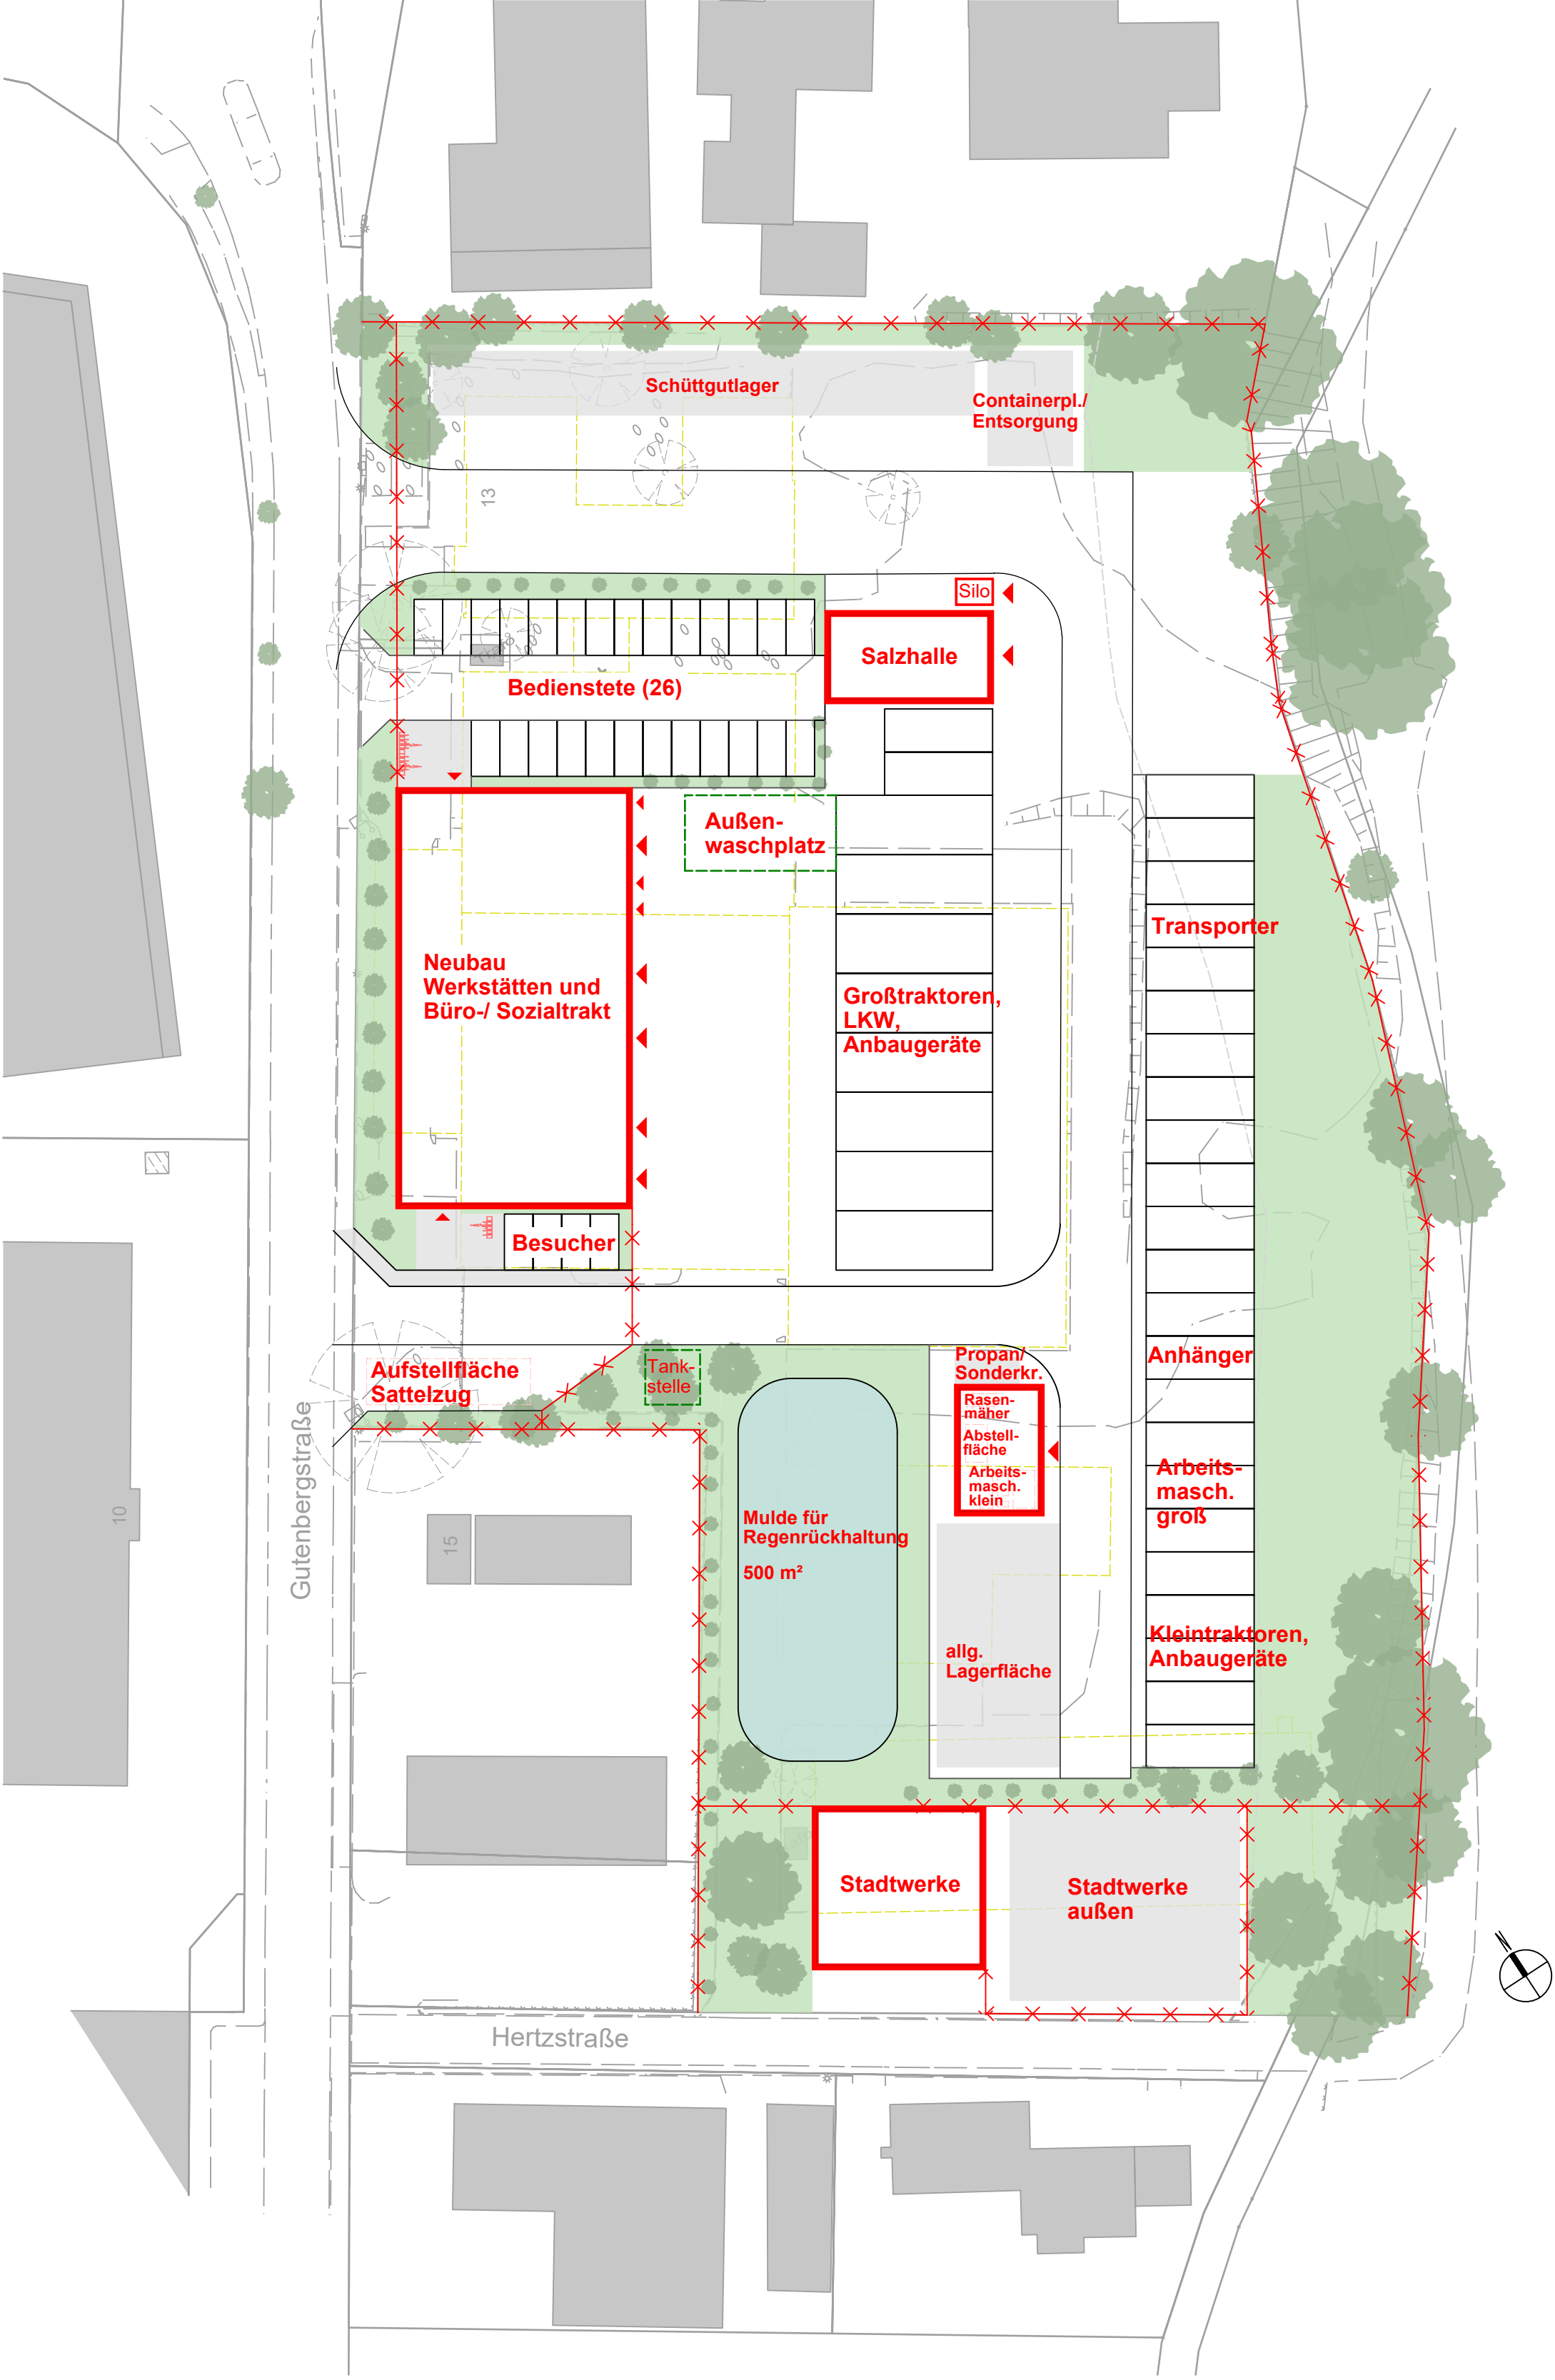 Schüttgutlager
Containerpl./
Entsorgung
13
Silo
Salzhalle
Bedienstete (26)
Außen-
waschplatz
Transporter
Neubau
Werkstätten und
Büro-/ Sozialtrakt
Großtraktoren,
LKW,
Anbaugeräte
Besucher
Propan/
Sonderkr.
Anhänger
Aufstellfläche
Sattelzug
Tank-
stelle
Rasen-
mäher
Abstell-
fläche
Arbeits-
masch.
klein
Arbeits-
masch.
groß
Gutenbergstraße
10
15
Mulde für
Regenrückhaltung
500 m²
allg.
Lagerfläche
Kleintraktoren,
Anbaugeräte
Stadtwerke
Stadtwerke
außen
Hertzstraße
N